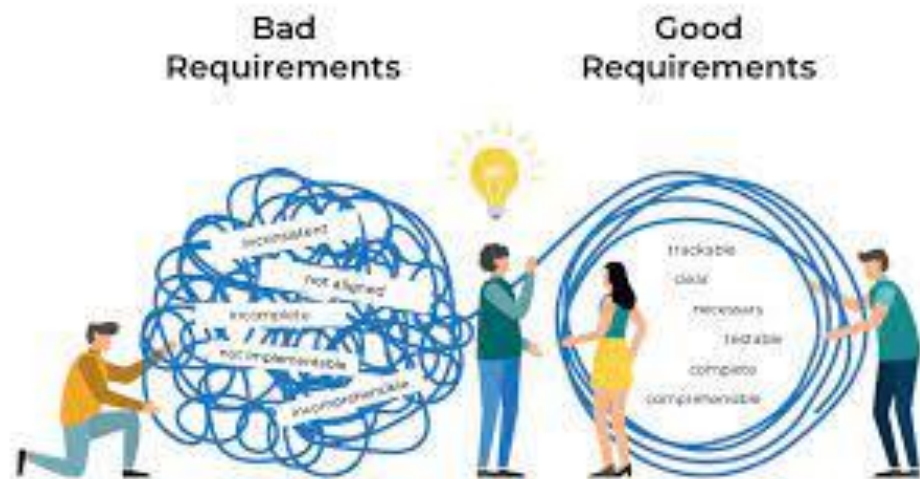 Bad
Requirements
Good
Requirements
inconsistent
not aligned
incomplete
not implementable
incomprehensible
trackable
clear
necessary
testable
complete
comprehensible